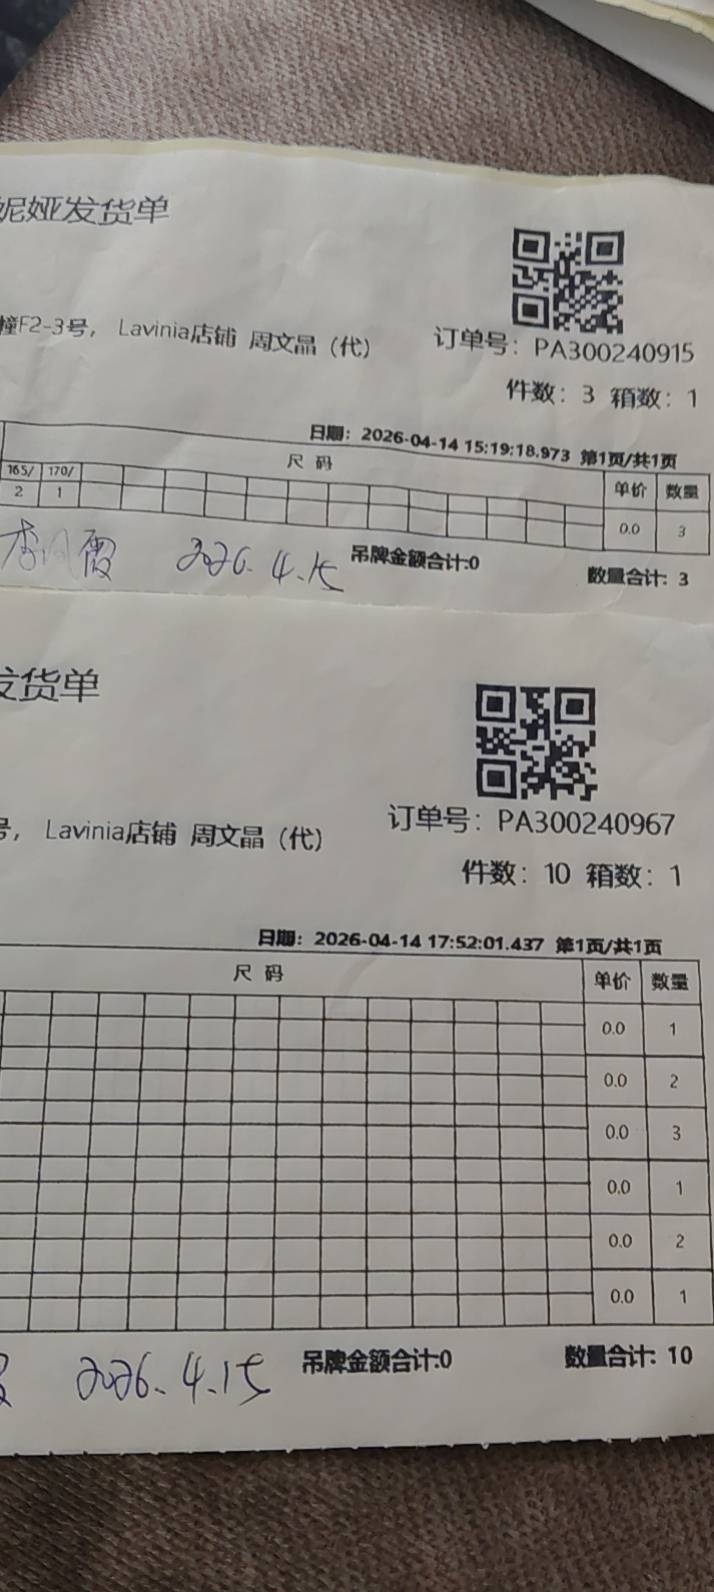 妮娅发货单
幢F2-3号， Lavinia店铺 周文晶（代）
订单号：PA300240915
件数：3 箱数：1
日期：2026-04-14 15:19:18.973 第1页/共1页
尺 码 单价 数量
165/ 170/
2 1 0.0 3
霞 2026.4.15 吊牌金额合计:0
数量合计: 3
发货单
号， Lavinia店铺 周文晶（代）
订单号：PA300240967
件数：10 箱数：1
日期：2026-04-14 17:52:01.437 第1页/共1页
尺 码 单价 数量
0.0 1
0.0 2
0.0 3
0.0 1
0.0 2
0.0 1
2026.4.15 吊牌金额合计:0 数量合计: 10